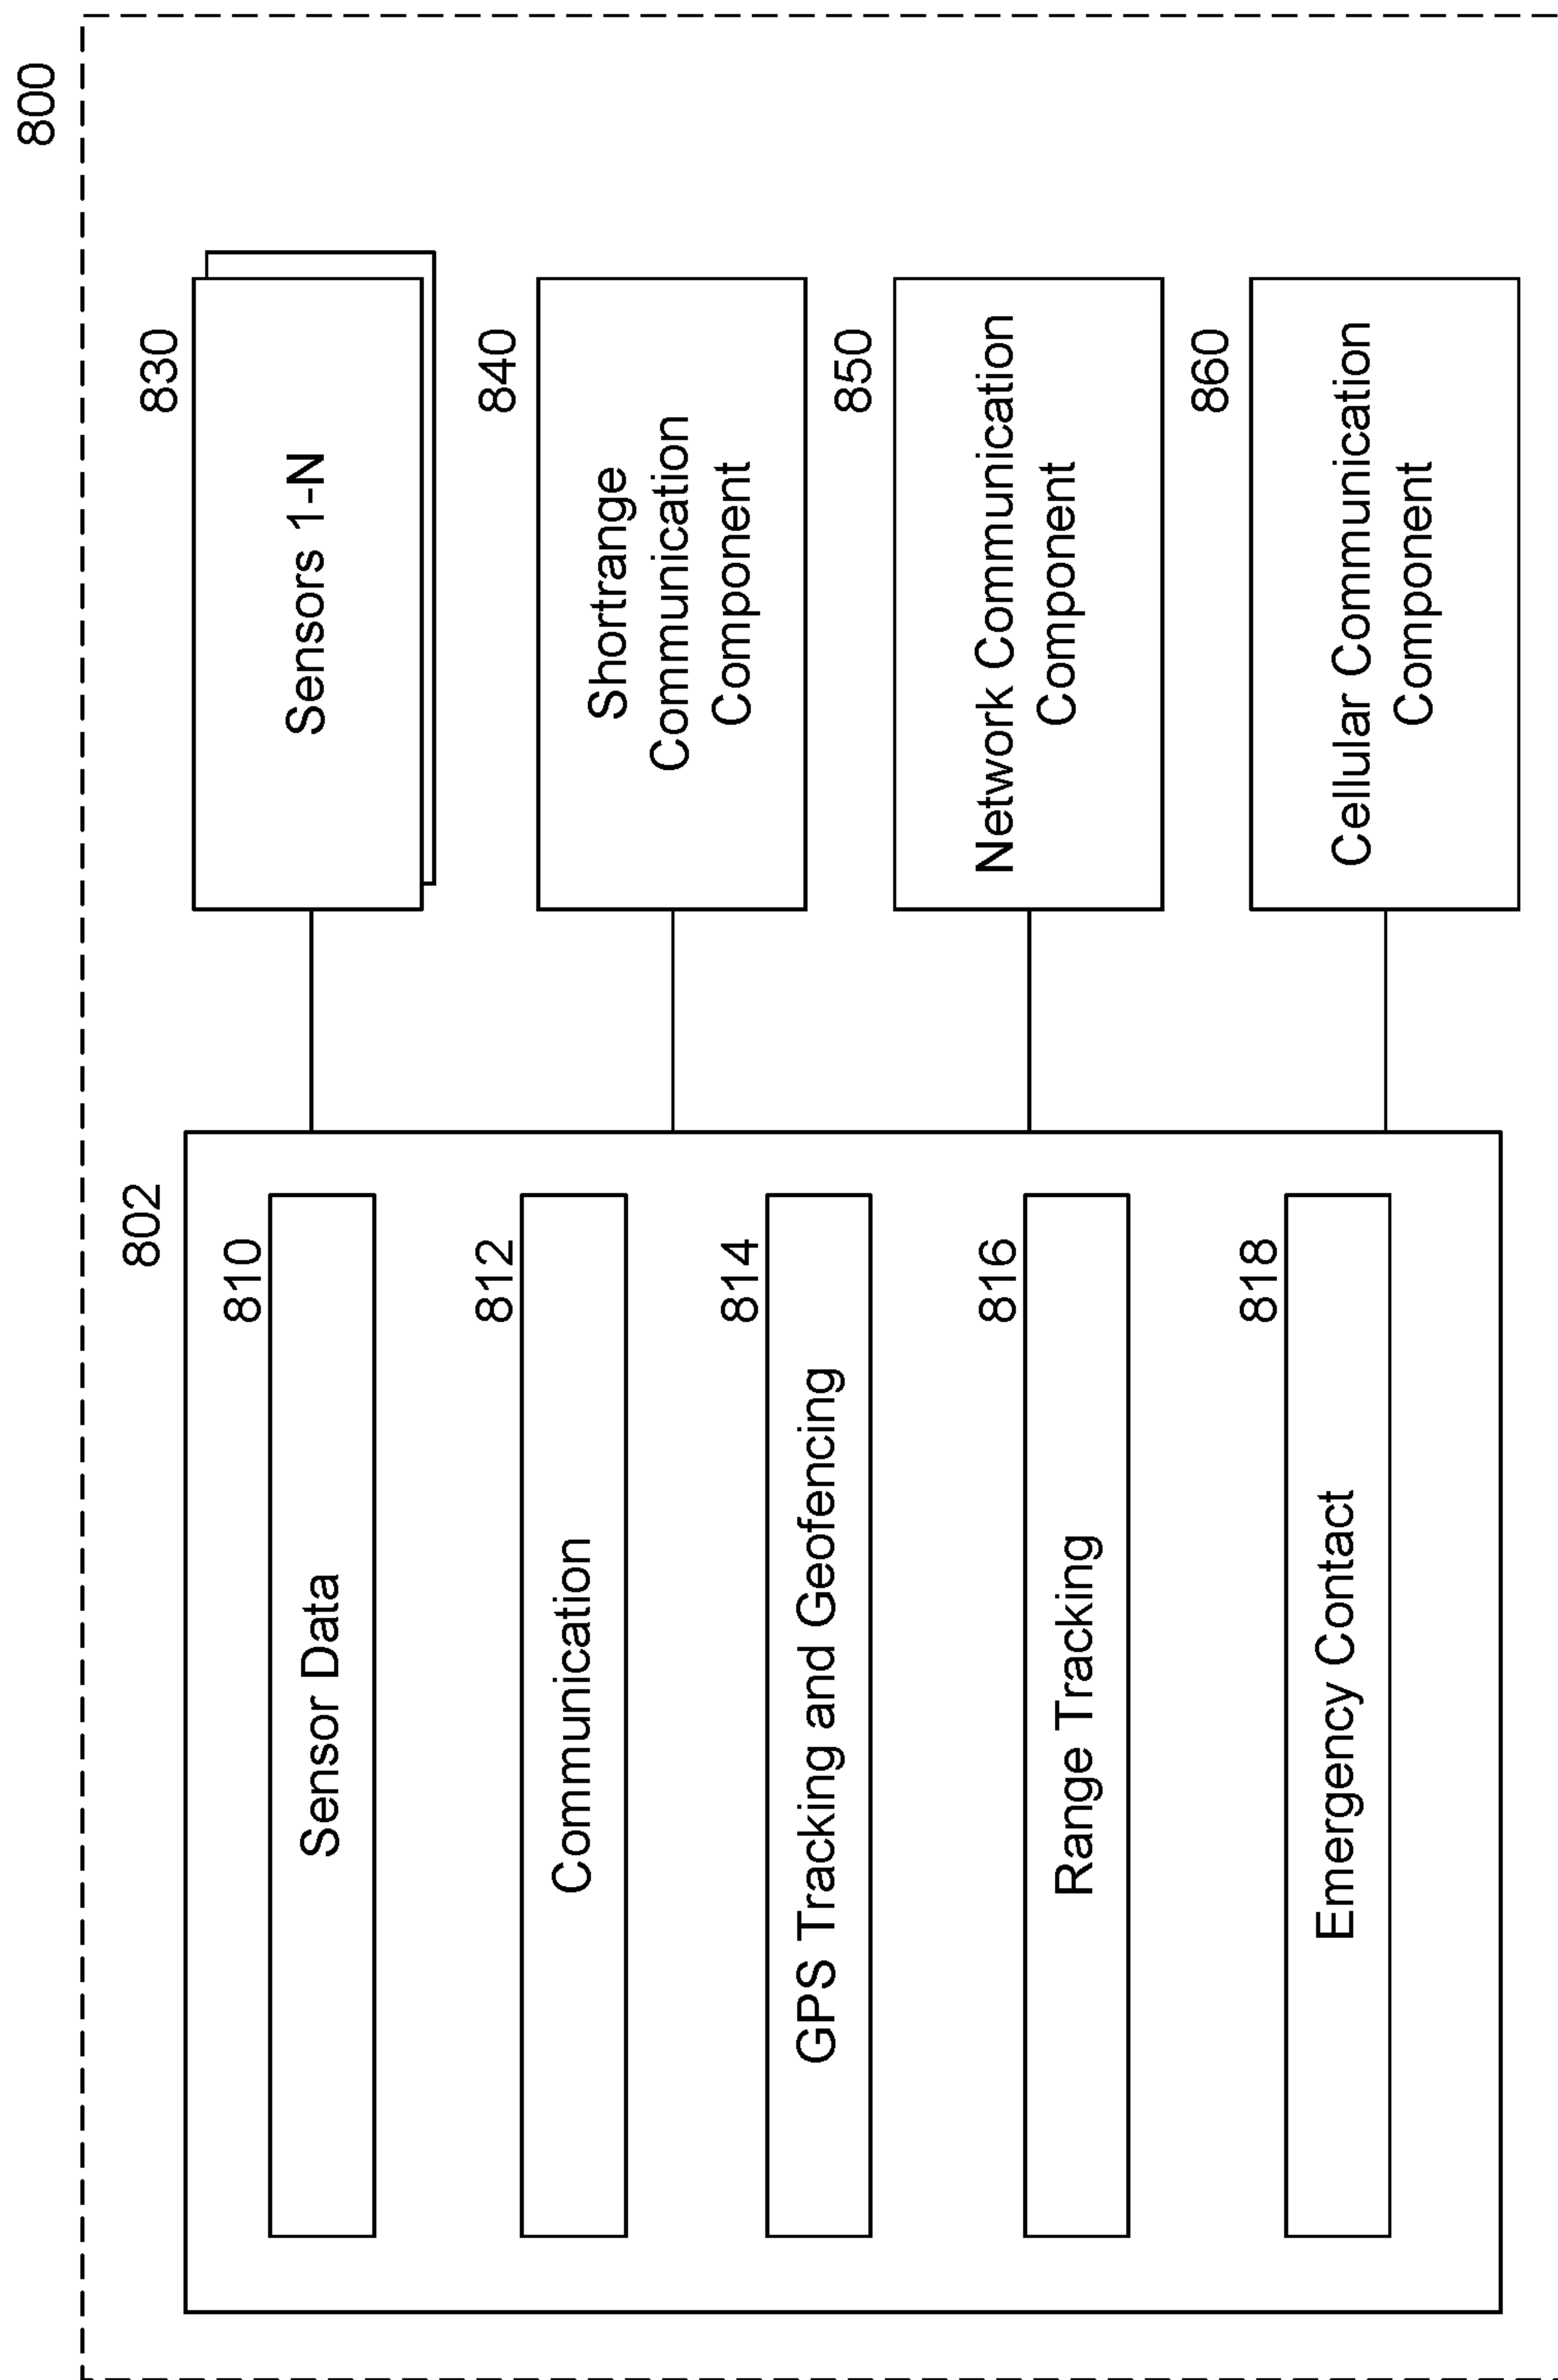 800
802
810
Sensor Data
812
Communication
814
GPS Tracking and Geofencing
816
Range Tracking
818
Emergency Contact
830
Sensors 1-N
840
Shortrange
Communication
Component
850
Network Communication
Component
860
Cellular Communication
Component